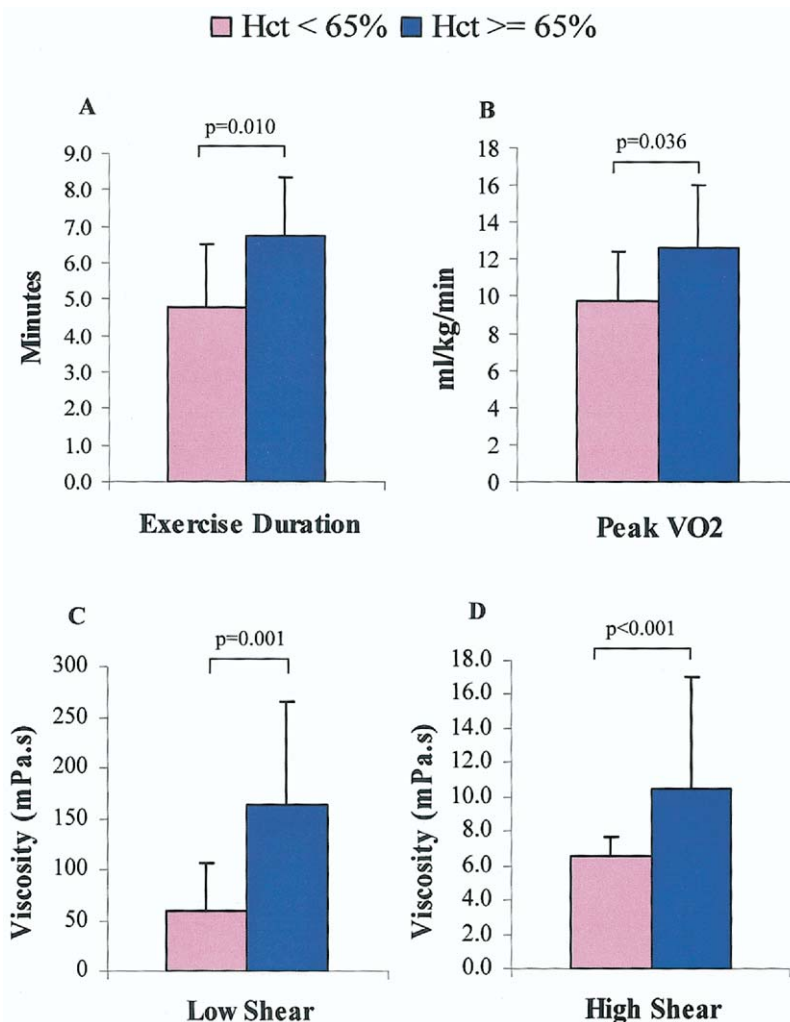 Hct < 65% Hct >= 65%
A
p=0.010
9.0
8.0
7.0
6.0
5.0
4.0
3.0
2.0
1.0
0.0
Minutes
Exercise Duration
B
p=0.036
18
16
14
12
10
8
6
4
2
0
ml/kg/min
Peak VO2
C
p=0.001
300
250
200
150
100
50
0
Viscosity (mPa.s)
Low Shear
D
p<0.001
18.0
16.0
14.0
12.0
10.0
8.0
6.0
4.0
2.0
0.0
Viscosity (mPa.s)
High Shear